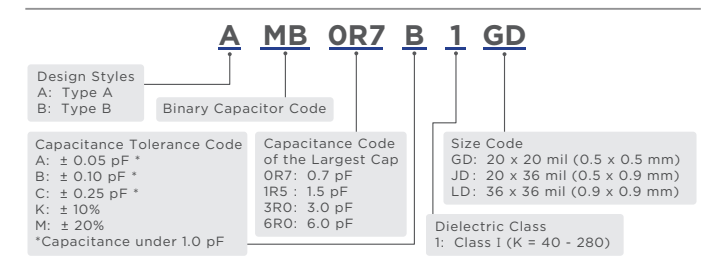 A MB 0R7 B 1 GD
Design Styles
A: Type A
B: Type B
Binary Capacitor Code
Capacitance Tolerance Code
A: ± 0.05 pF *
B: ± 0.10 pF *
C: ± 0.25 pF *
K: ± 10%
M: ± 20%
*Capacitance under 1.0 pF
Capacitance Code
of the Largest Cap
0R7: 0.7 pF
1R5 : 1.5 pF
3R0: 3.0 pF
6R0: 6.0 pF
Size Code
GD: 20 x 20 mil (0.5 x 0.5 mm)
JD: 20 x 36 mil (0.5 x 0.9 mm)
LD: 36 x 36 mil (0.9 x 0.9 mm)
Dielectric Class
1: Class I (K = 40 - 280)